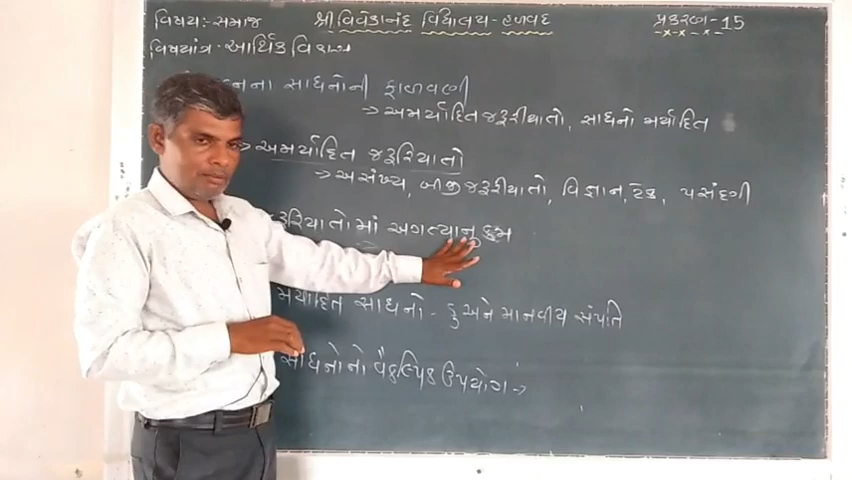 વિષય:- સમાજ શ્રી વિવેકાનંદ વિદ્યાલય - હળવદ પ્રકરણ-15
વિષયાંગ: આર્થિક વિકાસ
સાધનોની ફાળવણી
→ અમર્યાદિત જરૂરીયાતો, સાધનો મર્યાદિત
→ અમર્યાદિત જરૂરિયાતો
→ અસંખ્ય, બીજી જરૂરીયાતો, વિજ્ઞાન, ટેક, પસંદગી
માં અગત્યાનુ ક્રમ
મર્યાદિત સાધનો - કુ અને માનવીય સંપતિ
સાધનોનો વૈકલ્પિક ઉપયોગ →